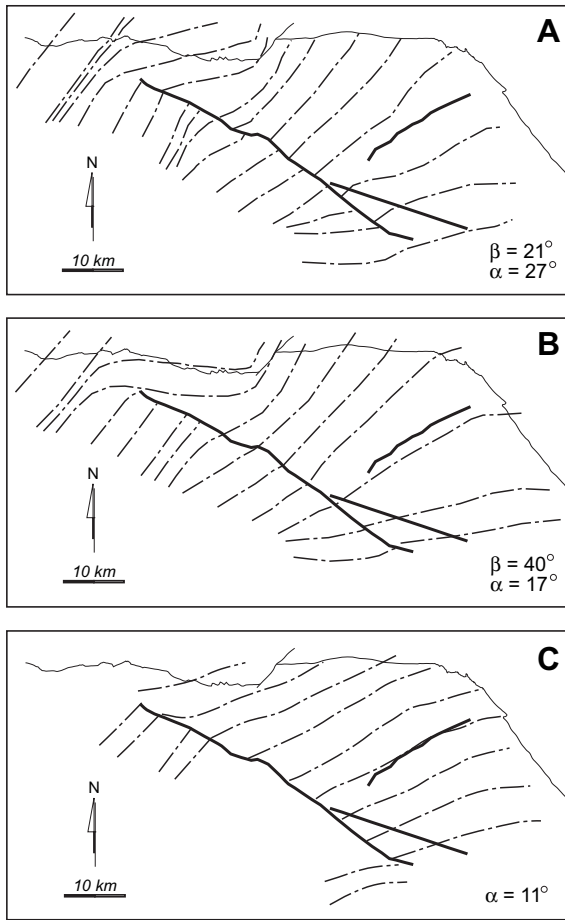 A
N
10 km
β = 21°
α = 27°
B
N
10 km
β = 40°
α = 17°
C
N
10 km
α = 11°